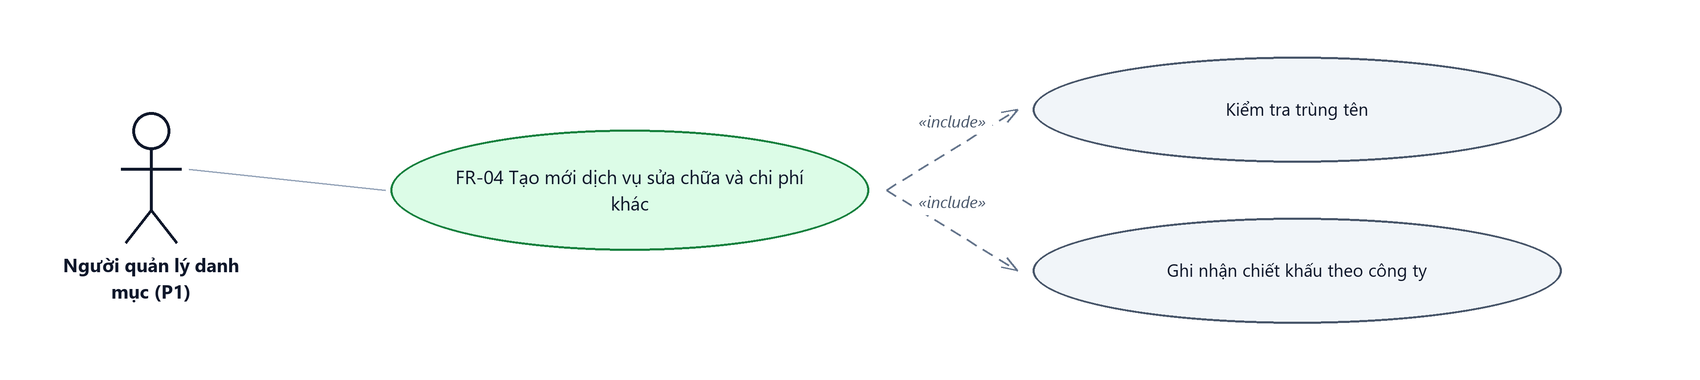 Người quản lý danh
mục (P1)
FR-04 Tạo mới dịch vụ sửa chữa và chi phí
khác
«include»
«include»
Kiểm tra trùng tên
Ghi nhận chiết khấu theo công ty